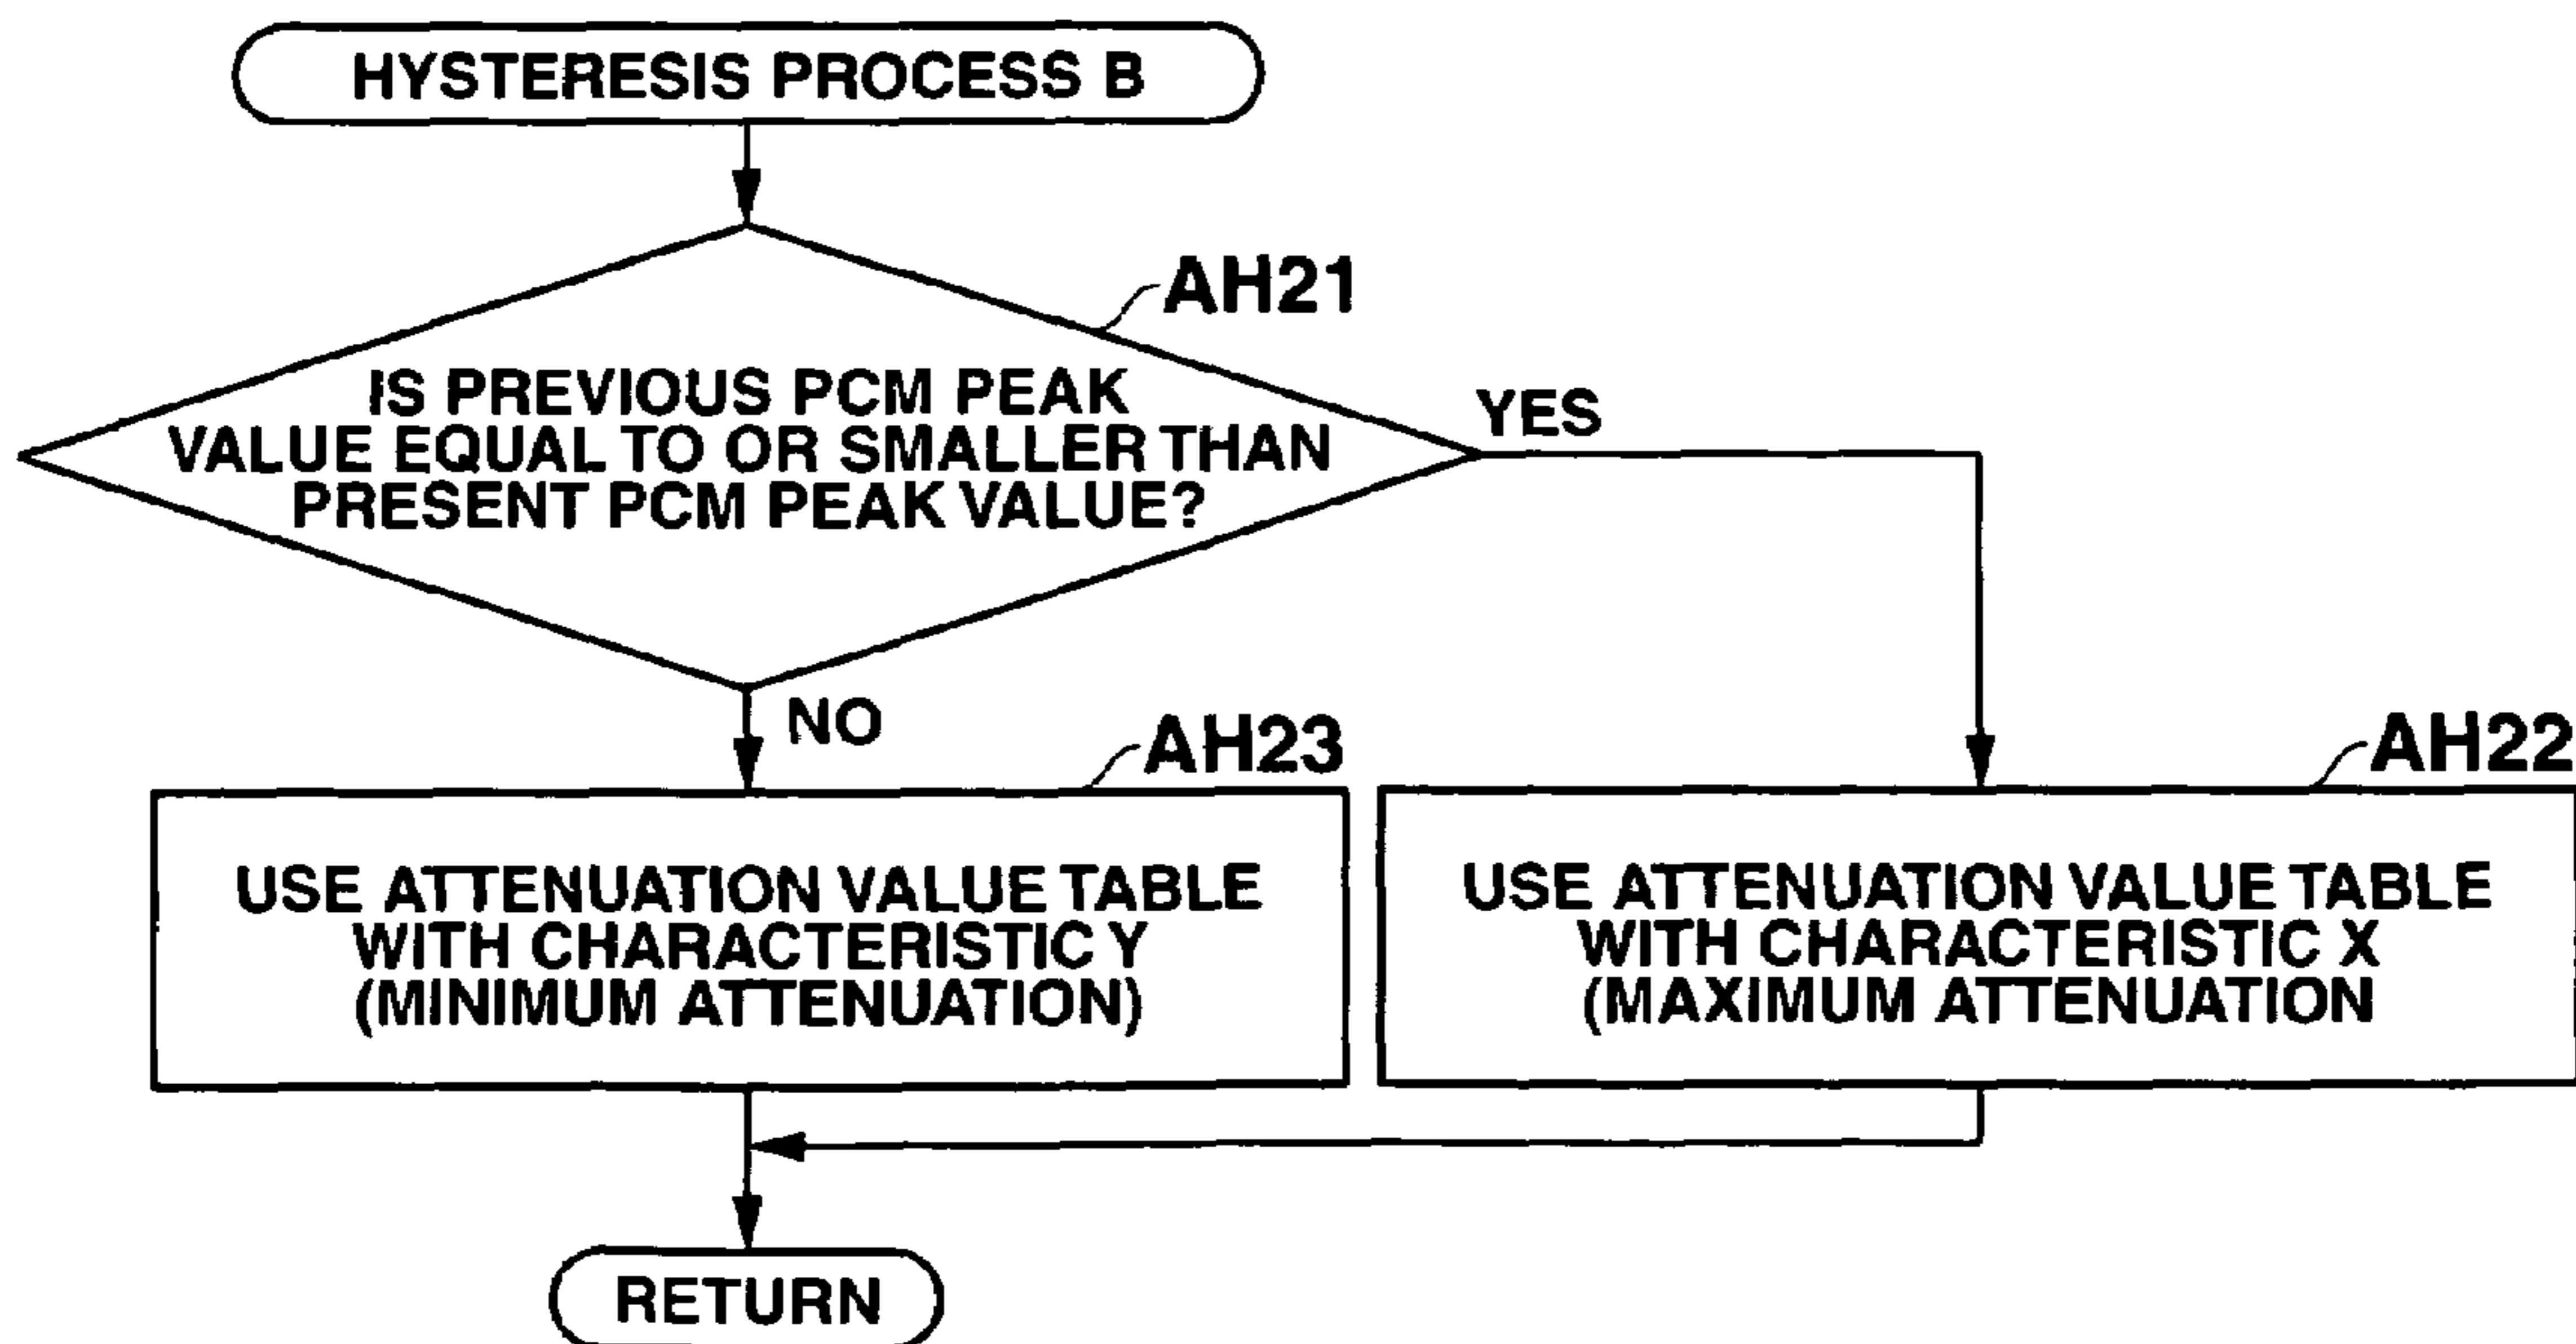 HYSTERESIS PROCESS B
AH21
IS PREVIOUS PCM PEAK
VALUE EQUAL TO OR SMALLER THAN
PRESENT PCM PEAK VALUE?
YES
NO
AH23
USE ATTENUATION VALUE TABLE
WITH CHARACTERISTIC Y
(MINIMUM ATTENUATION)
AH22
USE ATTENUATION VALUE TABLE
WITH CHARACTERISTIC X
(MAXIMUM ATTENUATION
RETURN